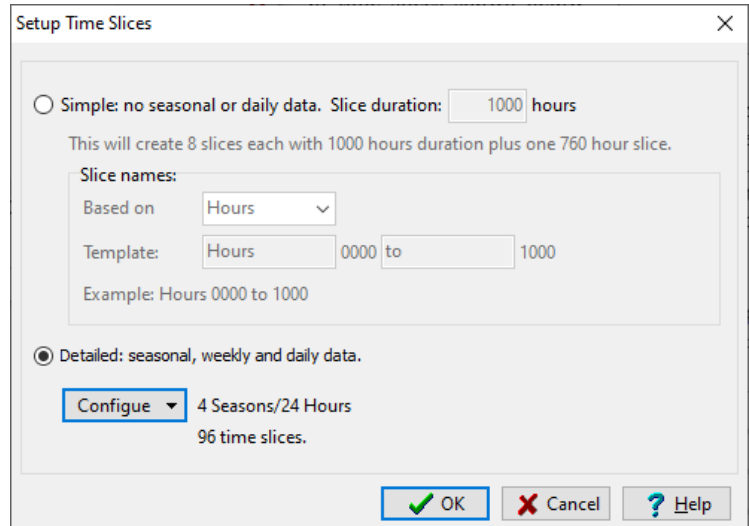 Setup Time Slices
Simple: no seasonal or daily data. Slice duration: 1000 hours
This will create 8 slices each with 1000 hours duration plus one 760 hour slice.
Slice names:
Based on Hours
Template: Hours 0000 to 1000
Example: Hours 0000 to 1000
Detailed: seasonal, weekly and daily data.
Configue 4 Seasons/24 Hours
96 time slices.
OK Cancel Help